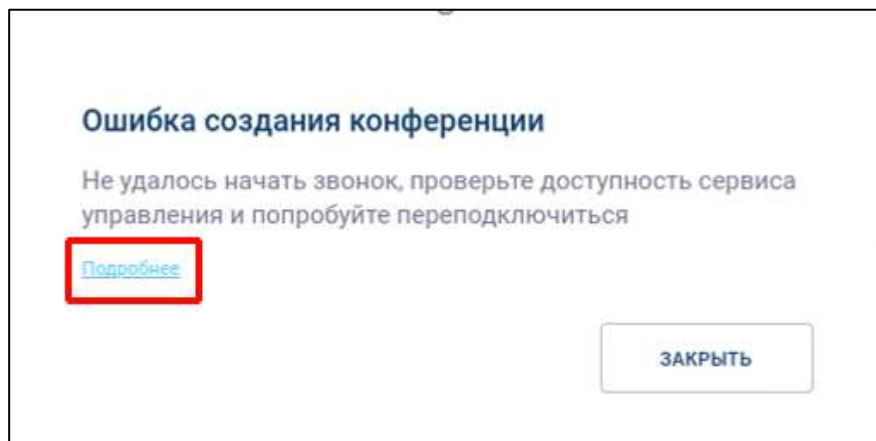 Ошибка создания конференции
Не удалось начать звонок, проверьте доступность сервиса
управления и попробуйте переподключиться
Подробнее
ЗАКРЫТЬ